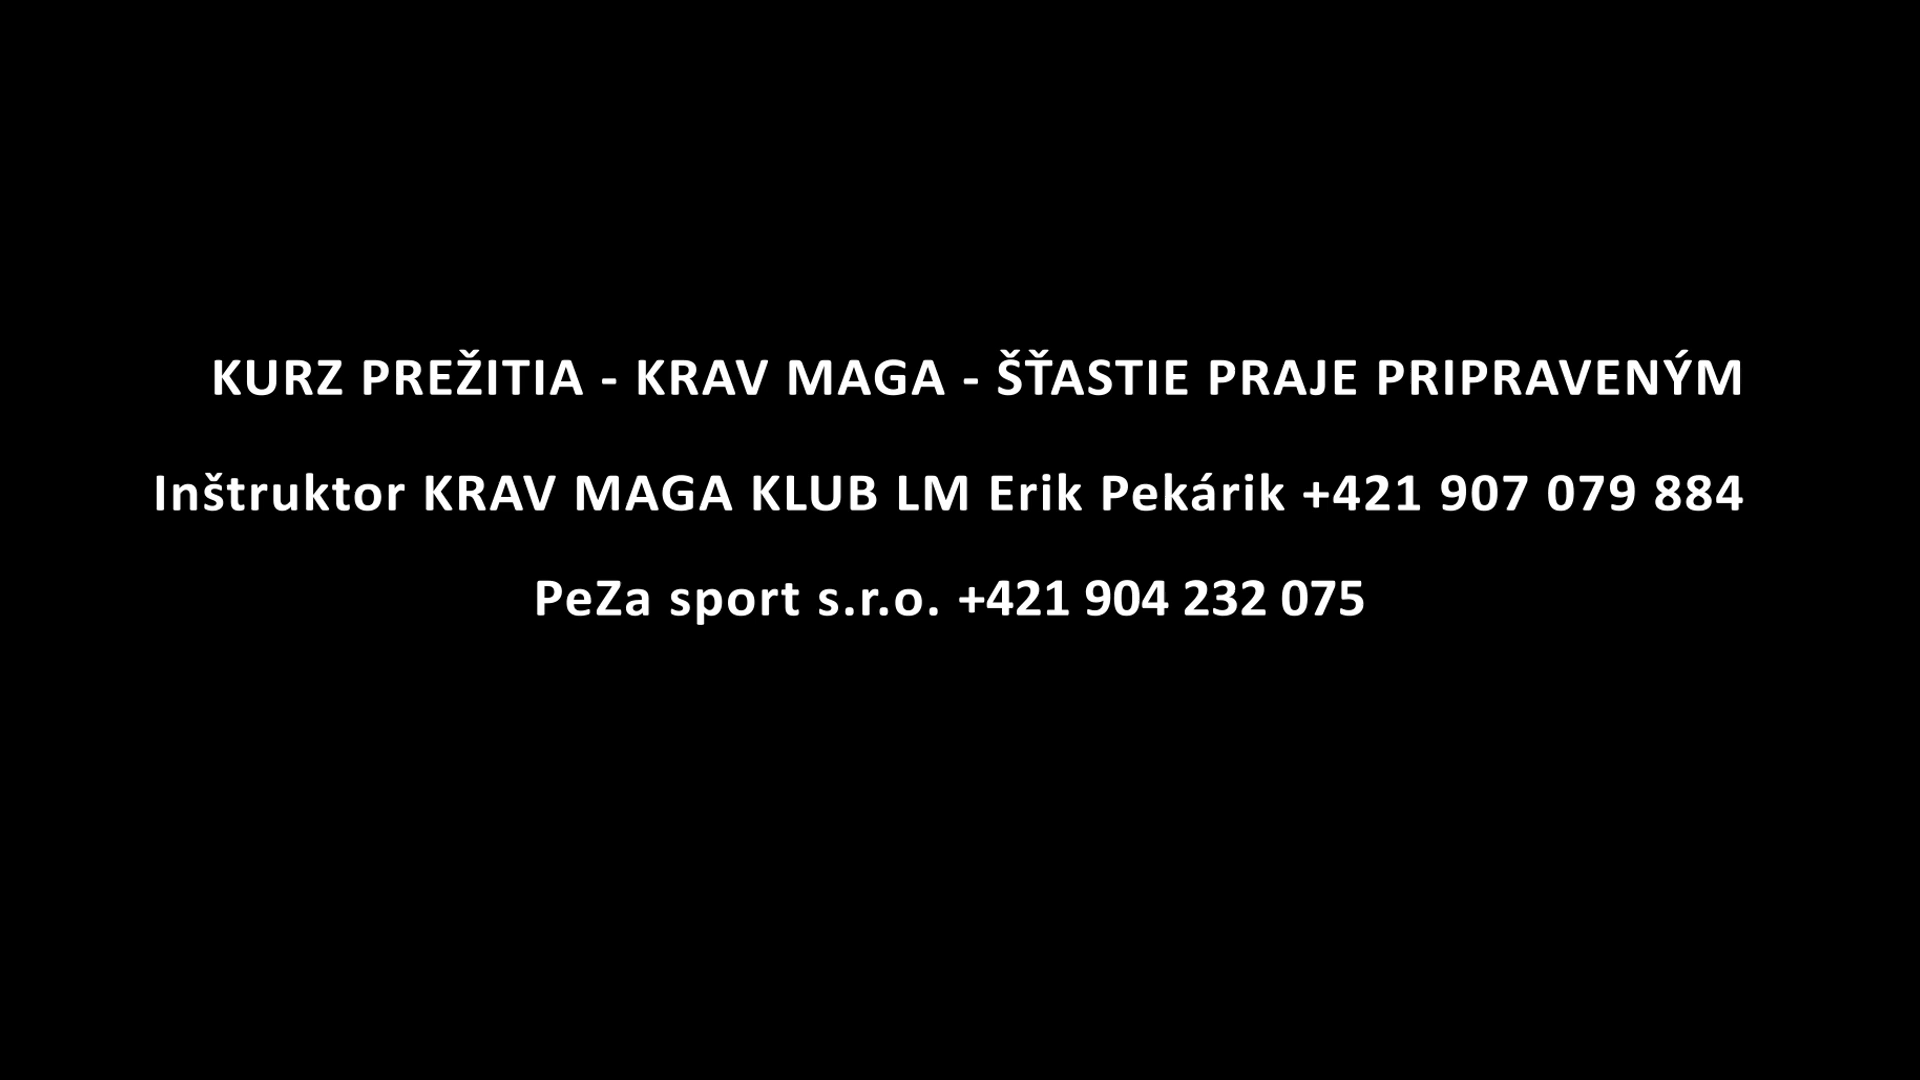 KURZ PREŽITIA - KRAV MAGA - ŠŤASTIE PRAJE PRIPRAVENÝM
Inštruktor KRAV MAGA KLUB LM Erik Pekárik +421 907 079 884
PeZa sport s.r.o. +421 904 232 075